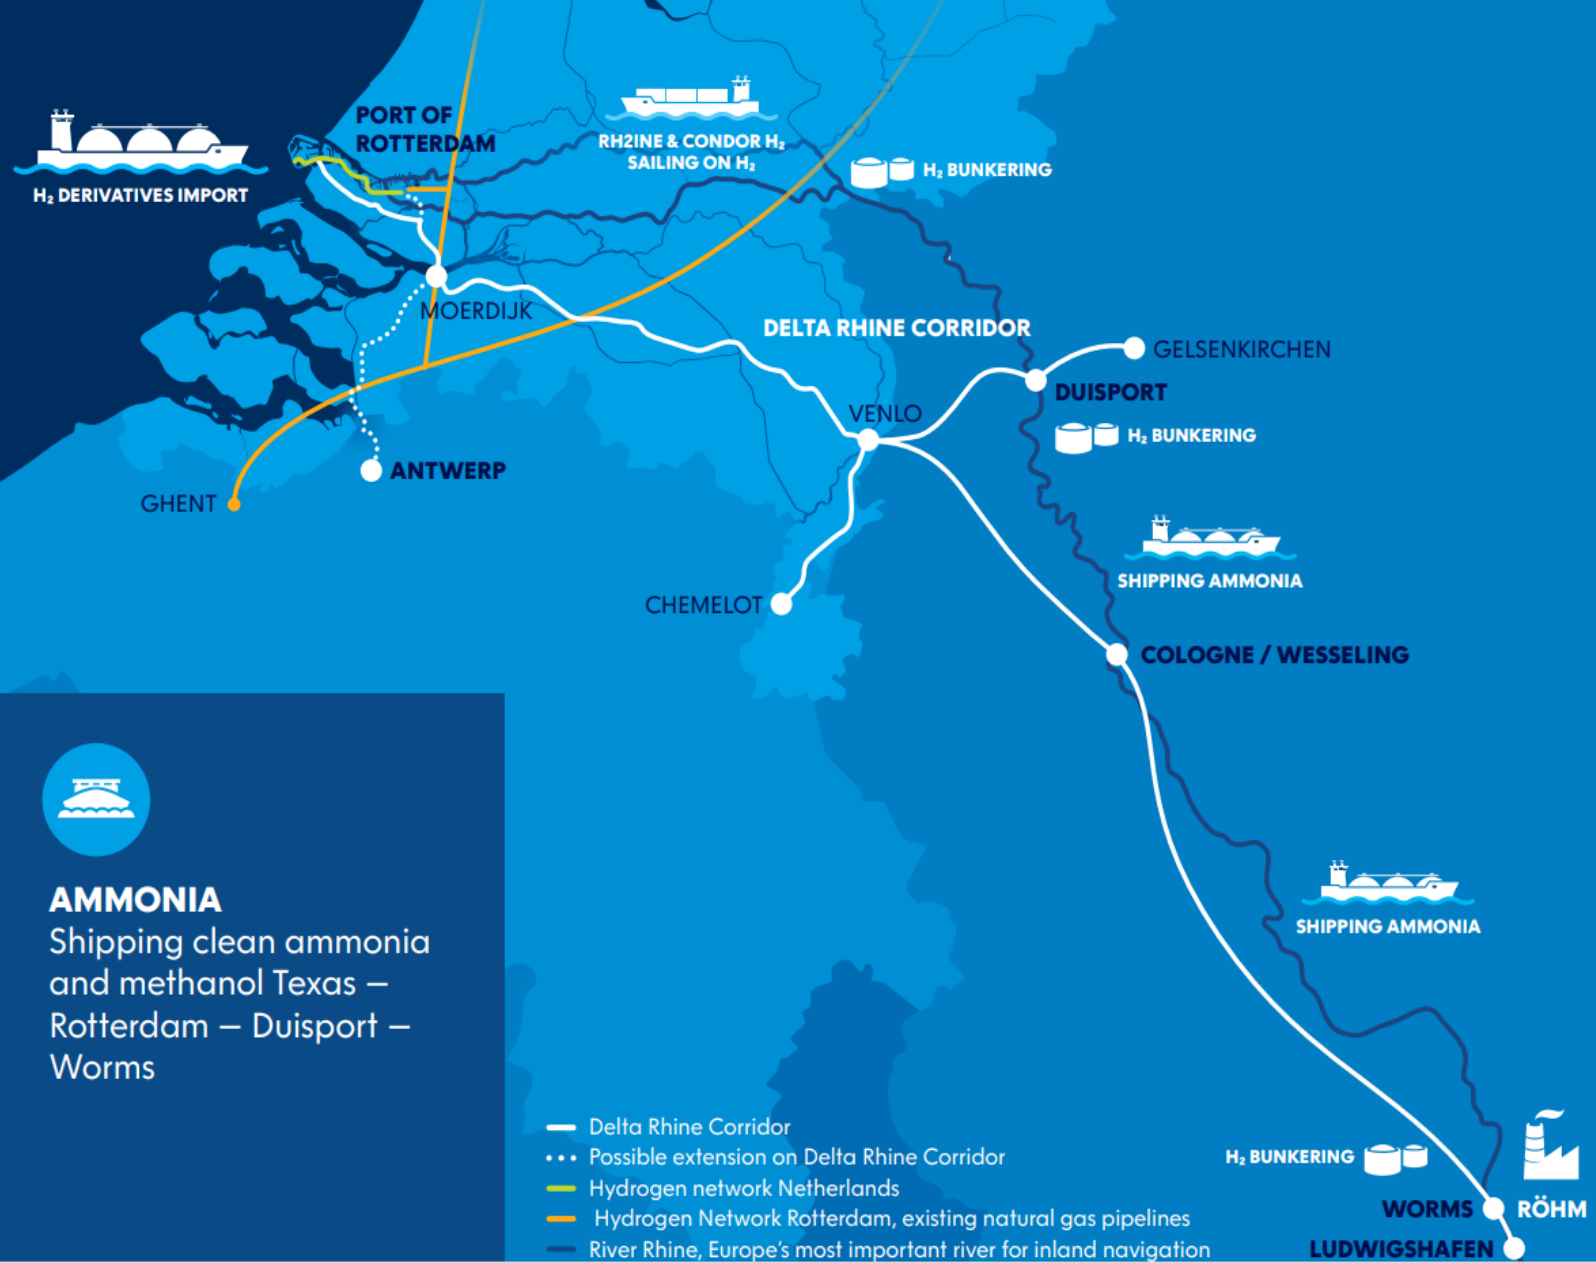 PORT OF
ROTTERDAM
H₂ DERIVATIVES IMPORT
RH2INE & CONDOR H₂
SAILING ON H₂
H₂ BUNKERING
MOERDIJK
DELTA RHINE CORRIDOR
GELSENKIRCHEN
DUISPORT
H₂ BUNKERING
VENLO
ANTWERP
GHENT
SHIPPING AMMONIA
CHEMELOT
COLOGNE / WESSELING
AMMONIA
Shipping clean ammonia
and methanol Texas –
Rotterdam – Duisport –
Worms
SHIPPING AMMONIA
Delta Rhine Corridor
Possible extension on Delta Rhine Corridor
Hydrogen network Netherlands
Hydrogen Network Rotterdam, existing natural gas pipelines
River Rhine, Europe's most important river for inland navigation
H₂ BUNKERING
WORMS
RÖHM
LUDWIGSHAFEN